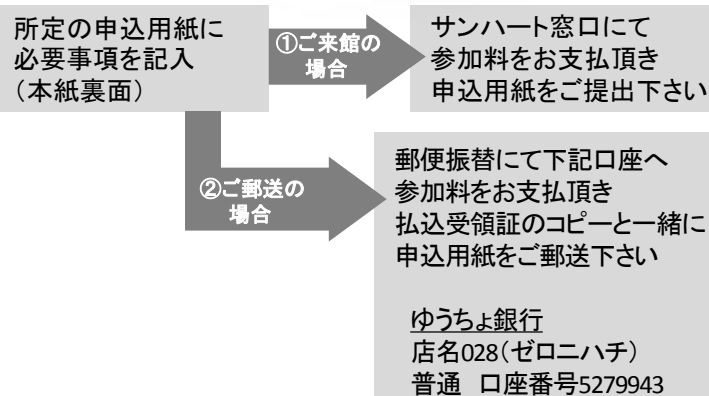 所定の申込用紙に
必要事項を記入
（本紙裏面）
①ご来館の
場合
サンハート窓口にて
参加料をお支払頂き
申込用紙をご提出下さい
②ご郵送の
場合
郵便振替にて下記口座へ
参加料をお支払頂き
払込受領証のコピーと一緒に
申込用紙をご郵送下さい
ゆうちょ銀行
店名028（ゼロニハチ）
普通　口座番号5279943